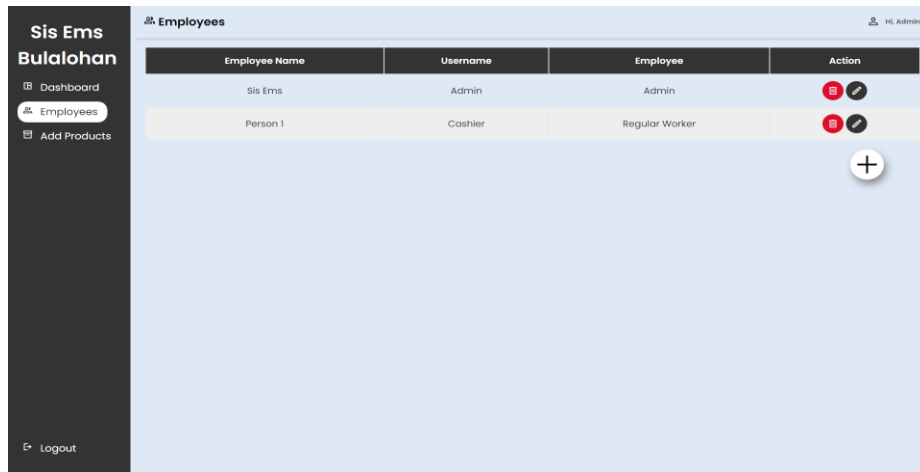 Sis Ems
Bulalohan
Dashboard
Employees
Add Products
Logout
Employees
Hi, Admin
Employee Name Username Employee Action
Sis Ems Admin Admin
Person 1 Cashier Regular Worker